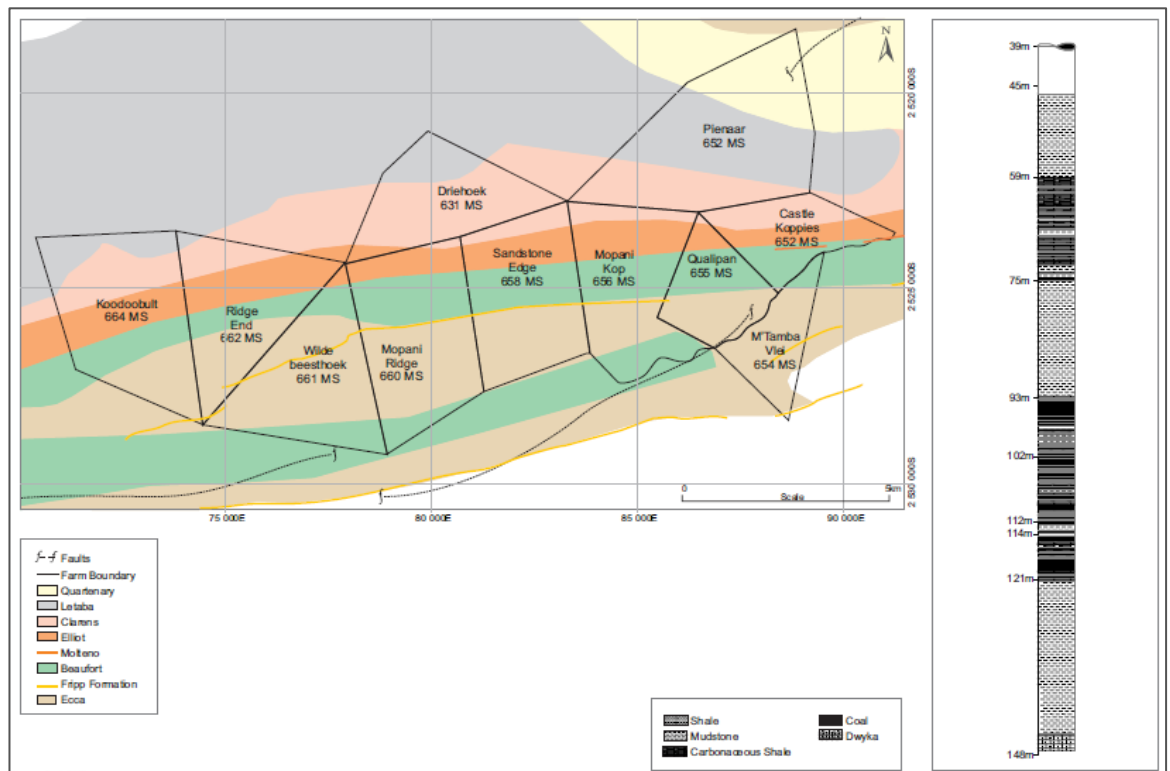 N
Pienaar
652 MS
Driehoek
631 MS
Castle
Koppies
652 MS
Sandstone
Edge
658 MS
Mopani
Kop
656 MS
Qualipan
655 MS
Koodoobult
664 MS
Ridge
End
662 MS
Wilde
beesthoek
661 MS
Mopani
Ridge
660 MS
M'Tamba
Vlei
654 MS
2 520 000S
2 525 000S
2 530 000S
0
5km
Scale
75 000E
80 000E
85 000E
90 000E
Faults
Farm Boundary
Quartenary
Letaba
Clarens
Elliot
Molteno
Beaufort
Fripp Formation
Ecca
Shale
Mudstone
Carbonaceous Shale
Coal
Dwyka
39m
45m
59m
75m
93m
102m
112m
114m
121m
148m